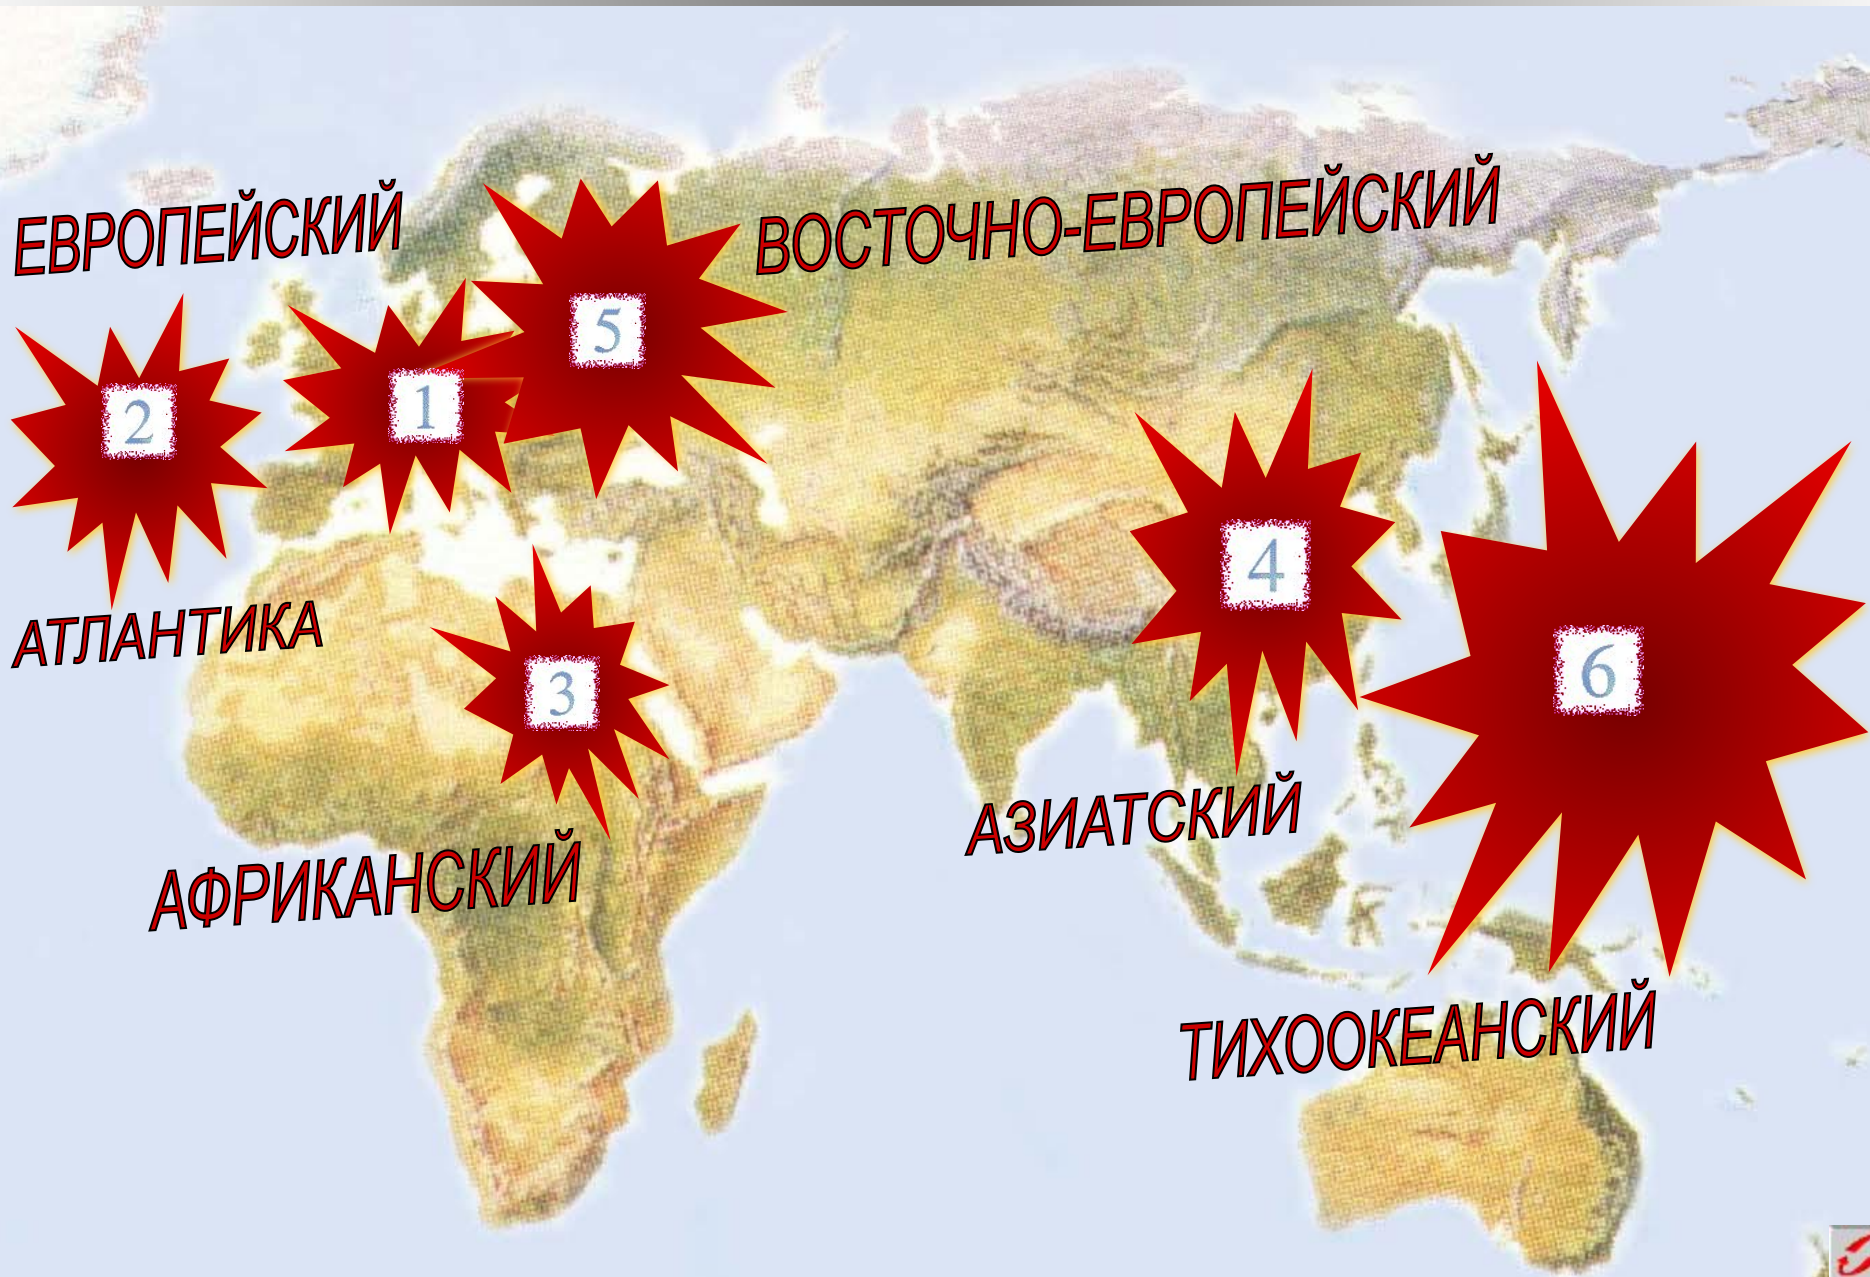 ЕВРОПЕЙСКИЙ
ВОСТОЧНО-ЕВРОПЕЙСКИЙ
5
1
2
4
АТЛАНТИКА
3
6
АЗИАТСКИЙ
АФРИКАНСКИЙ
ТИХООКЕАНСКИЙ